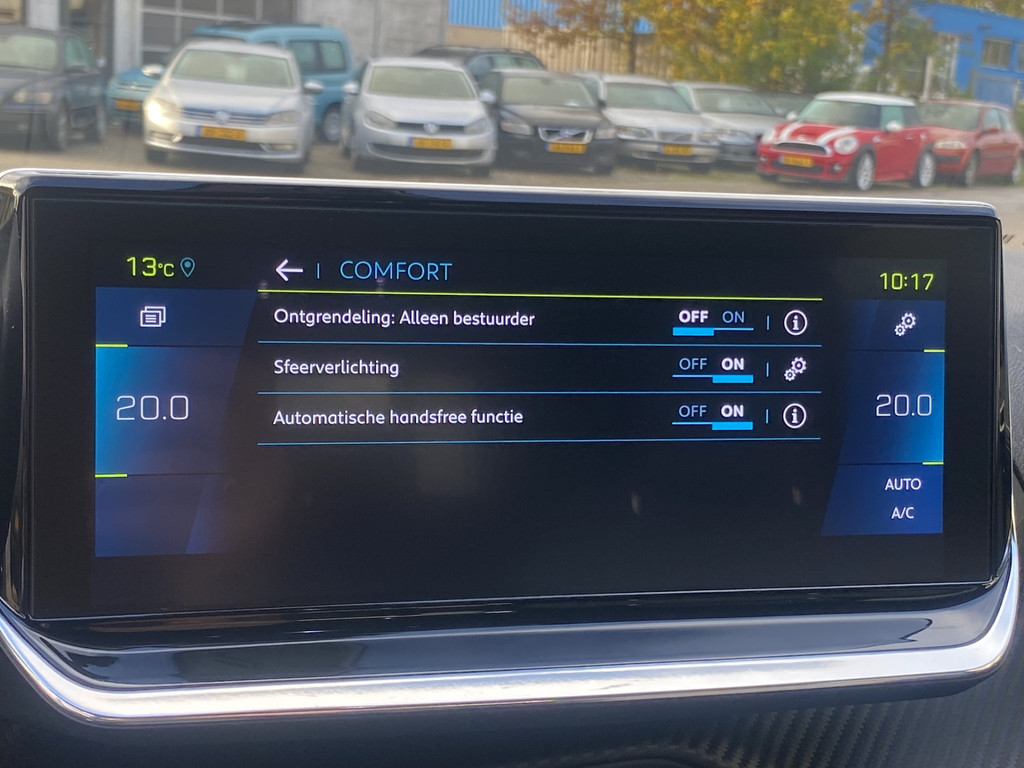 13°C
COMFORT
10:17
Ontgrendeling: Alleen bestuurder OFF ON
Sfeerverlichting OFF ON
20.0
20.0
Automatische handsfree functie OFF ON
AUTO
A/C